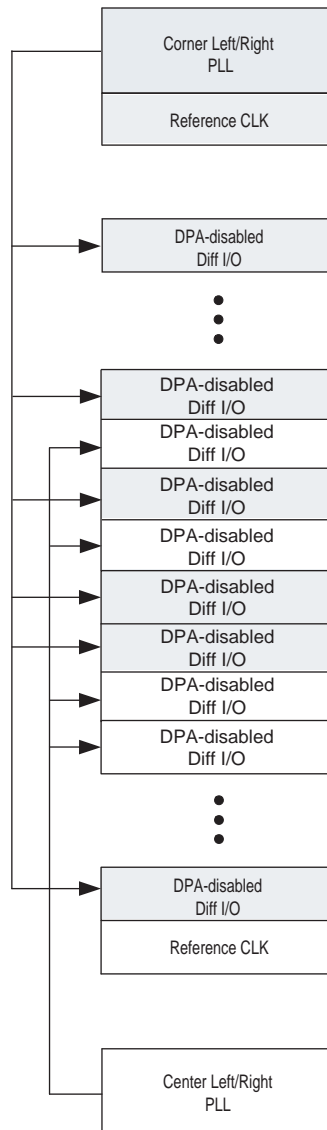 Corner Left/Right
PLL
Reference CLK
DPA-disabled
Diff I/O
DPA-disabled
Diff I/O
DPA-disabled
Diff I/O
DPA-disabled
Diff I/O
DPA-disabled
Diff I/O
DPA-disabled
Diff I/O
DPA-disabled
Diff I/O
DPA-disabled
Diff I/O
DPA-disabled
Diff I/O
DPA-disabled
Diff I/O
Reference CLK
Center Left/Right
PLL